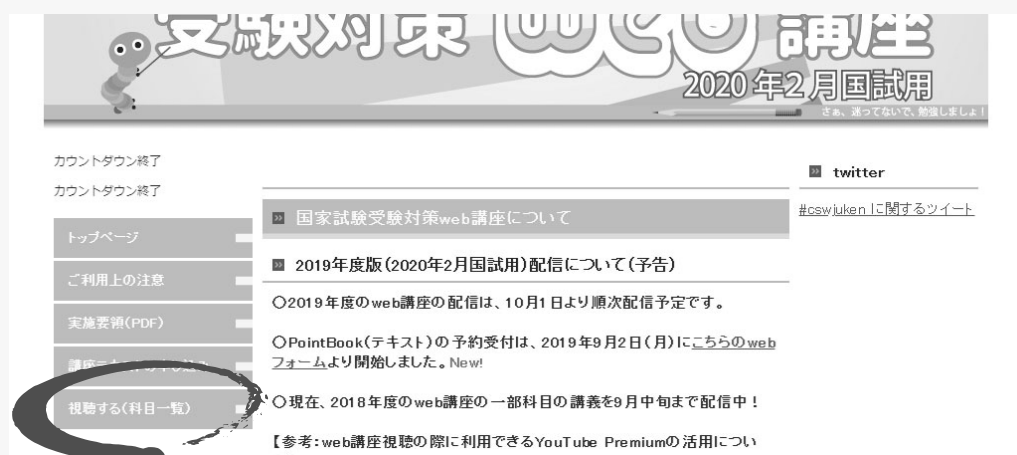 受験対策 web 講座
2020年2月国試用
さぁ、迷ってないで、勉強しましょ！
カウントダウン終了
カウントダウン終了
トップページ
ご利用上の注意
実施要領(PDF)
視聴する(科目一覧)
国家試験受験対策web講座について
2019年度版(2020年2月国試用)配信について(予告)
○2019年度のweb講座の配信は、10月1日より順次配信予定です。
○PointBook(テキスト)の予約受付は、2019年9月2日(月)にこちらのweb
フォームより開始しました。New!
○現在、2018年度のweb講座の一部科目の講義を9月中旬まで配信中！
【参考：web講座視聴の際に利用できるYouTube Premiumの活用につい
twitter
#cswjuken に関するツイート